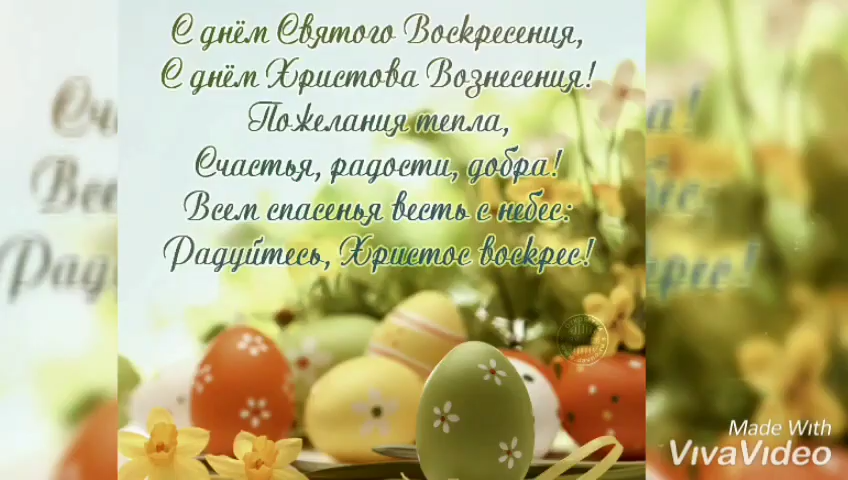 С днём Святого Воскресения,
С днём Христова Вознесения!
Пожелания тепла,
Счастья, радости, добра!
Всем спасенья весть с небес:
Радуйтесь, Христос воскрес!
Made With
VivaVideo